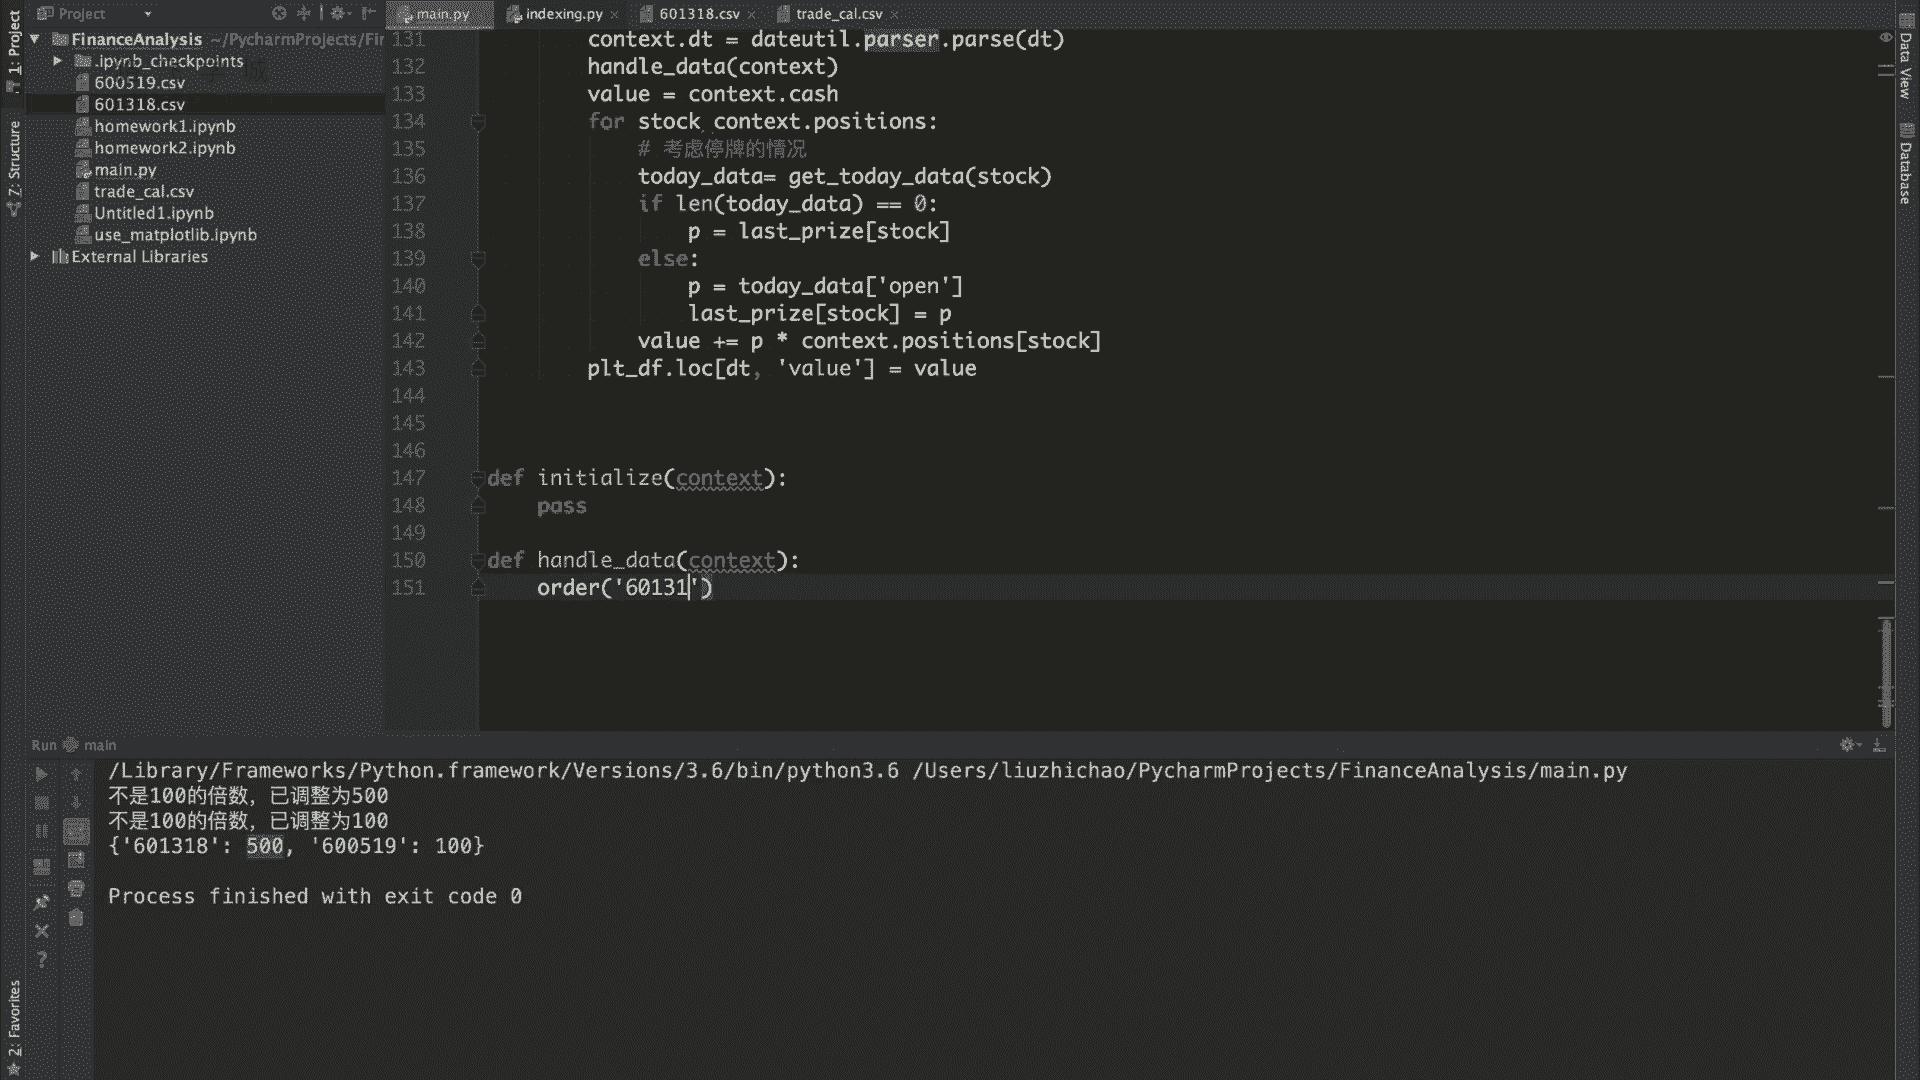 Project
main.py
indexing.py
601318.csv
trade_cal.csv
1: Project
Z: Structure
2: Favorites
Data View
Database
FinanceAnalysis ~/PycharmProjects/Fir
.ipynb_checkpoints
600519.csv
601318.csv
homework1.ipynb
homework2.ipynb
main.py
trade_cal.csv
Untitled1.ipynb
use_matplotlib.ipynb
External Libraries
131 context.dt = dateutil.parser.parse(dt)
132 handle_data(context)
133 value = context.cash
134 for stock context.positions:
135 # 考虑停牌的情况
136 today_data= get_today_data(stock)
137 if len(today_data) == 0:
138 p = last_prize[stock]
139 else:
140 p = today_data['open']
141 last_prize[stock] = p
142 value += p * context.positions[stock]
143 plt_df.loc[dt, 'value'] = value
144
145
146
147 def initialize(context):
148 pass
149
150 def handle_data(context):
151 order('60131')
Run main
/Library/Frameworks/Python.framework/Versions/3.6/bin/python3.6 /Users/liuzhichao/PycharmProjects/FinanceAnalysis/main.py
不是100的倍数，已调整为500
不是100的倍数，已调整为100
{'601318': 500, '600519': 100}
Process finished with exit code 0